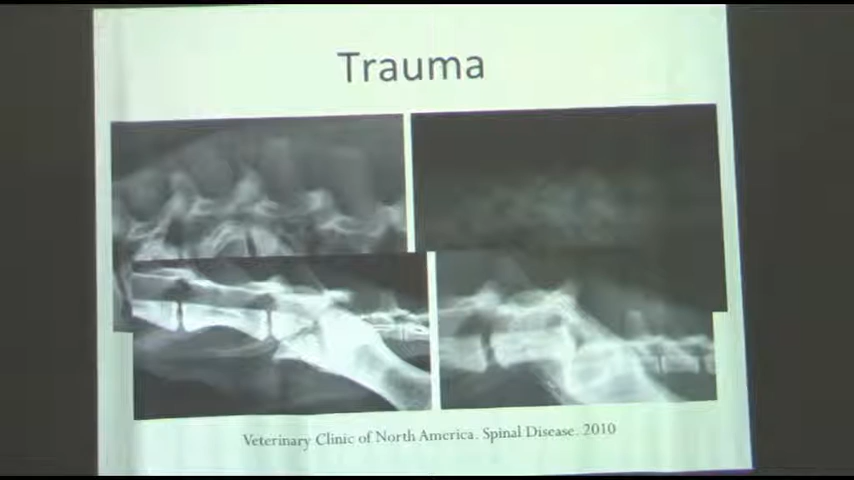 Trauma
Veterinary Clinic of North America. Spinal Disease. 2010